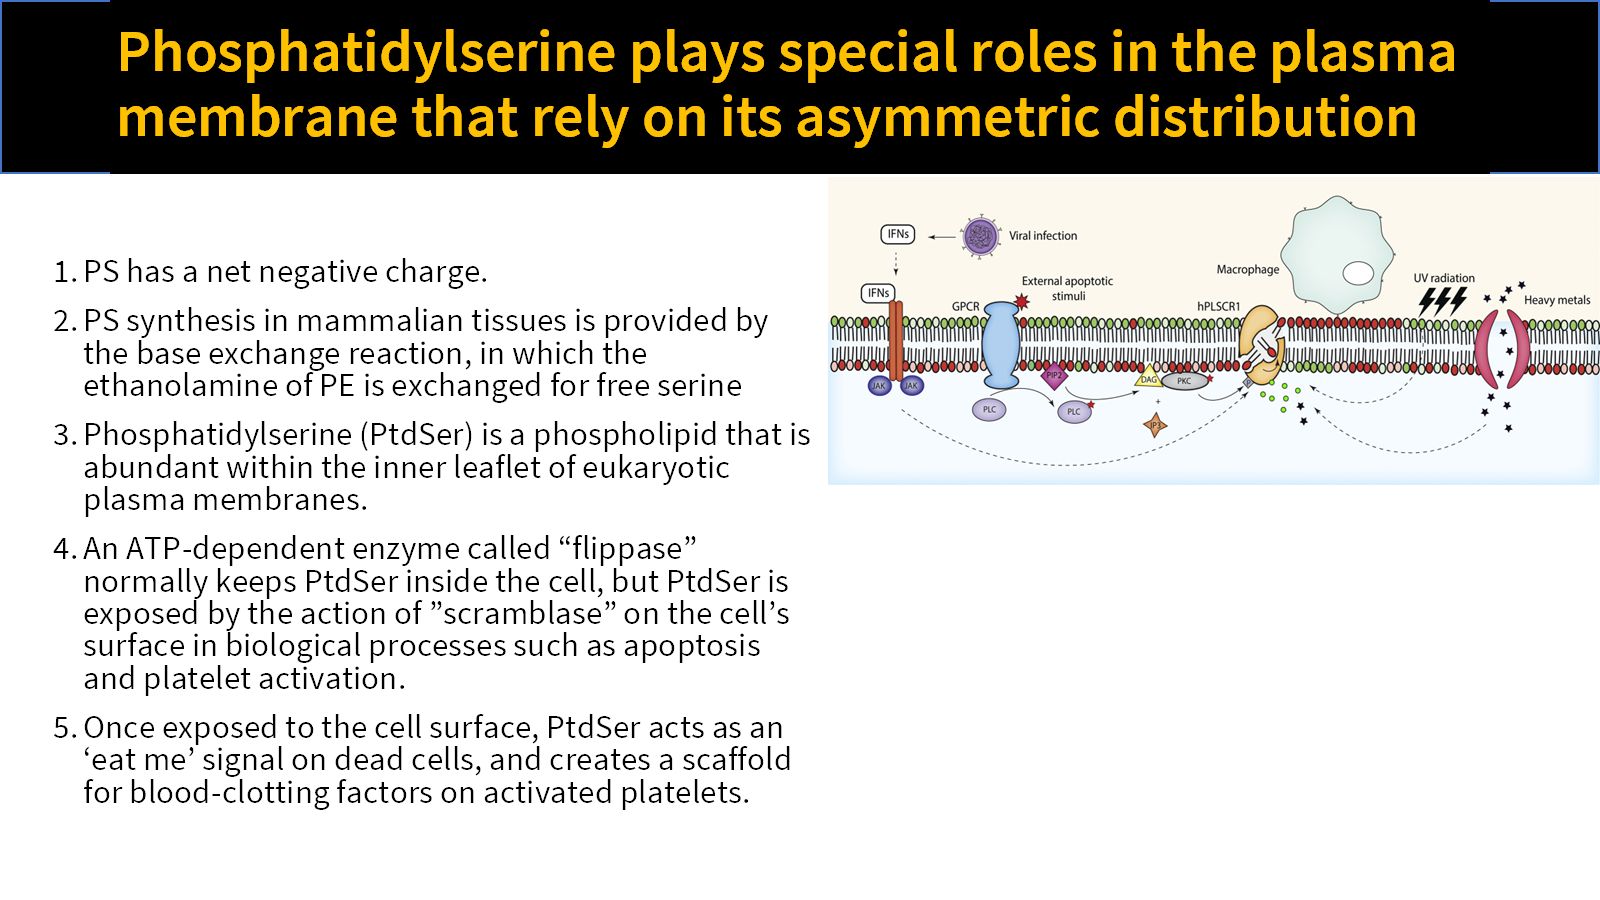 Phosphatidylserine plays special roles in the plasma
membrane that rely on its asymmetric distribution
1. PS has a net negative charge.
2. PS synthesis in mammalian tissues is provided by
the base exchange reaction, in which the
ethanolamine of PE is exchanged for free serine
3. Phosphatidylserine (PtdSer) is a phospholipid that is
abundant within the inner leaflet of eukaryotic
plasma membranes.
4. An ATP-dependent enzyme called “flippase”
normally keeps PtdSer inside the cell, but PtdSer is
exposed by the action of ”scramblase” on the cell’s
surface in biological processes such as apoptosis
and platelet activation.
5. Once exposed to the cell surface, PtdSer acts as an
‘eat me’ signal on dead cells, and creates a scaffold
for blood-clotting factors on activated platelets.
IFNs
Viral infection
IFNs
GPCR
External apoptotic
stimuli
Macrophage
hPLSCR1
UV radiation
Heavy metals
JAK
JAK
PLC
PIP2
PLC
DAG
PKC
+
IP3
P